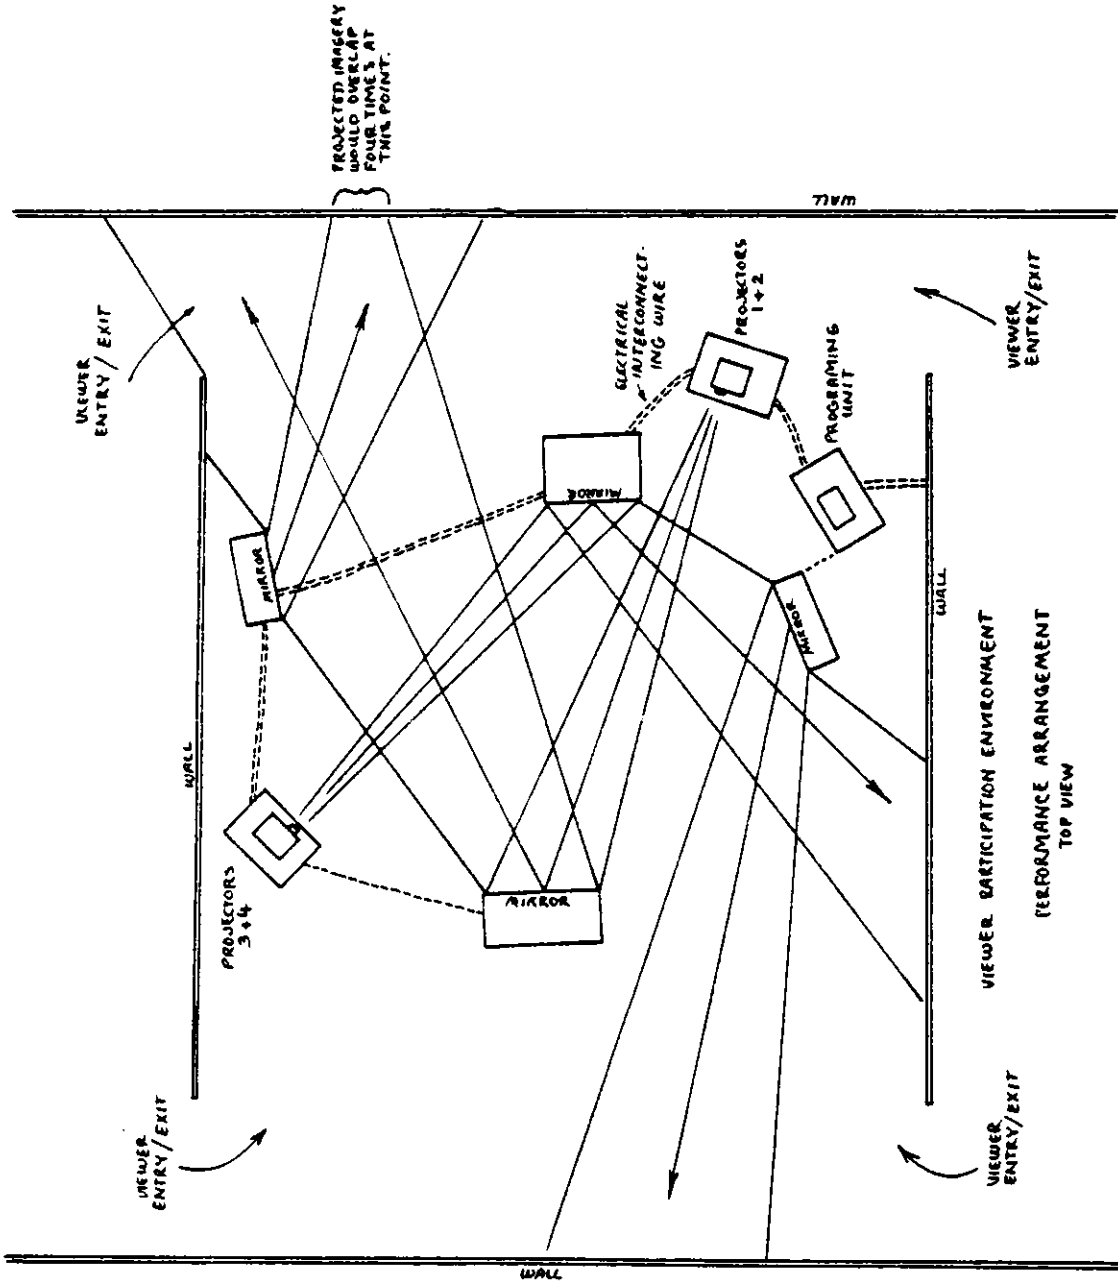 PROJECTED IMAGERY
WOULD OVERLAP
FOUR TIMES AT
THIS POINT.
WALL
VIEWER
ENTRY / EXIT
VIEWER
ENTRY/EXIT
ELECTRICAL
INTERCONNECT-
ING WIRE
PROJECTORS
1+2
PROGRAMING
UNIT
MIRROR
MIRROR
MIRROR
MIRROR
WALL
WALL
PROJECTORS
3+4
VIEWER
ENTRY/EXIT
VIEWER
ENTRY/EXIT
WALL
VIEWER PARTICIPATION ENVIRONMENT
PERFORMANCE ARRANGEMENT
TOP VIEW